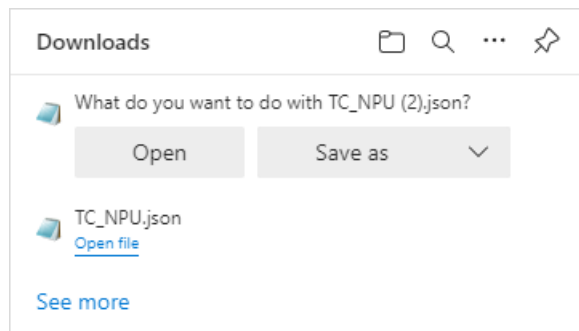 Downloads
What do you want to do with TC_NPU (2).json?
Open Save as
TC_NPU.json
Open file
See more